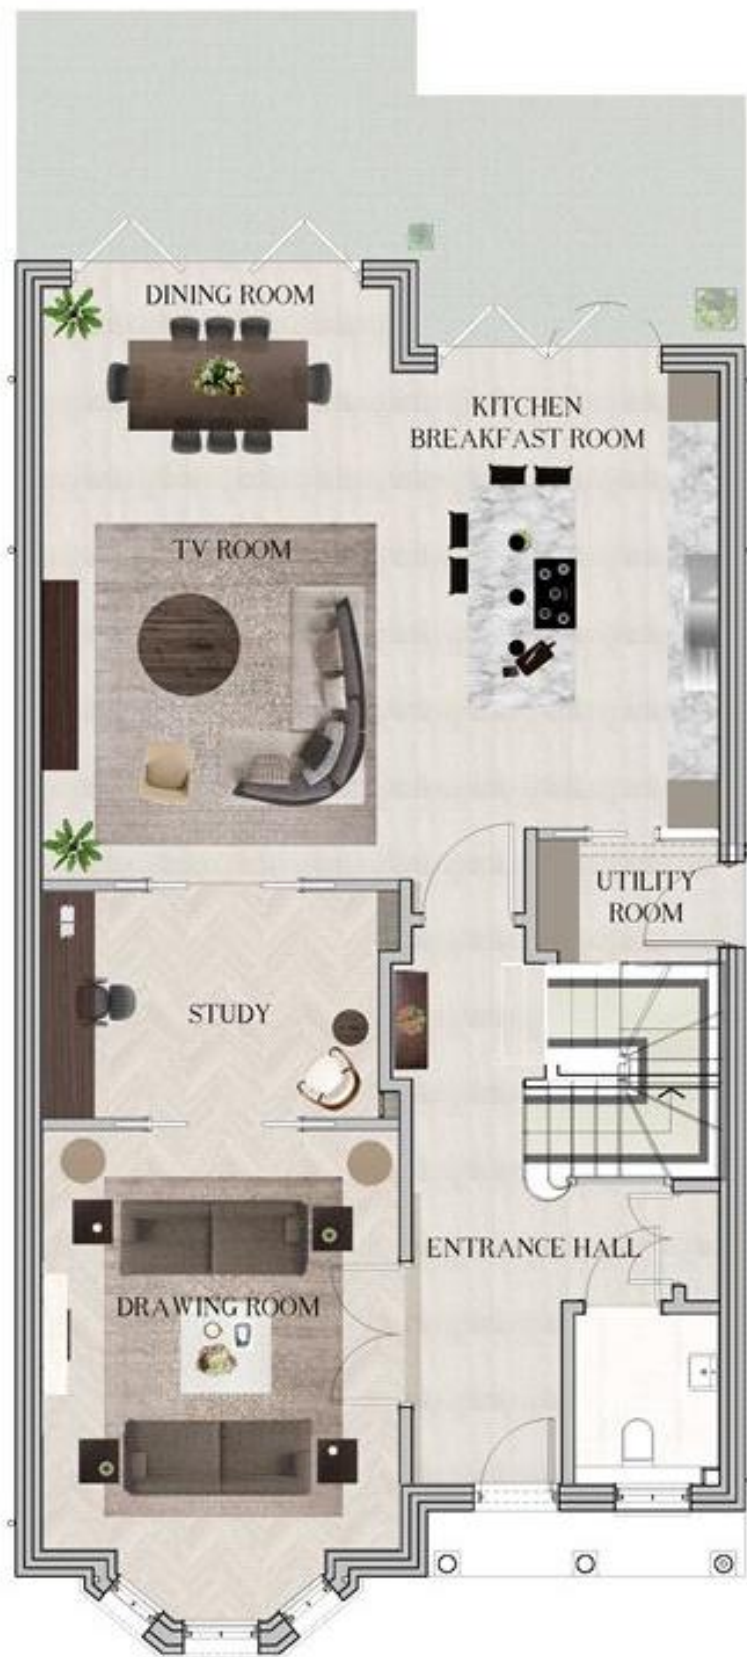 DINING ROOM
KITCHEN
BREAKFAST ROOM
TV ROOM
UTILITY
ROOM
STUDY
ENTRANCE HALL
DRAWING ROOM